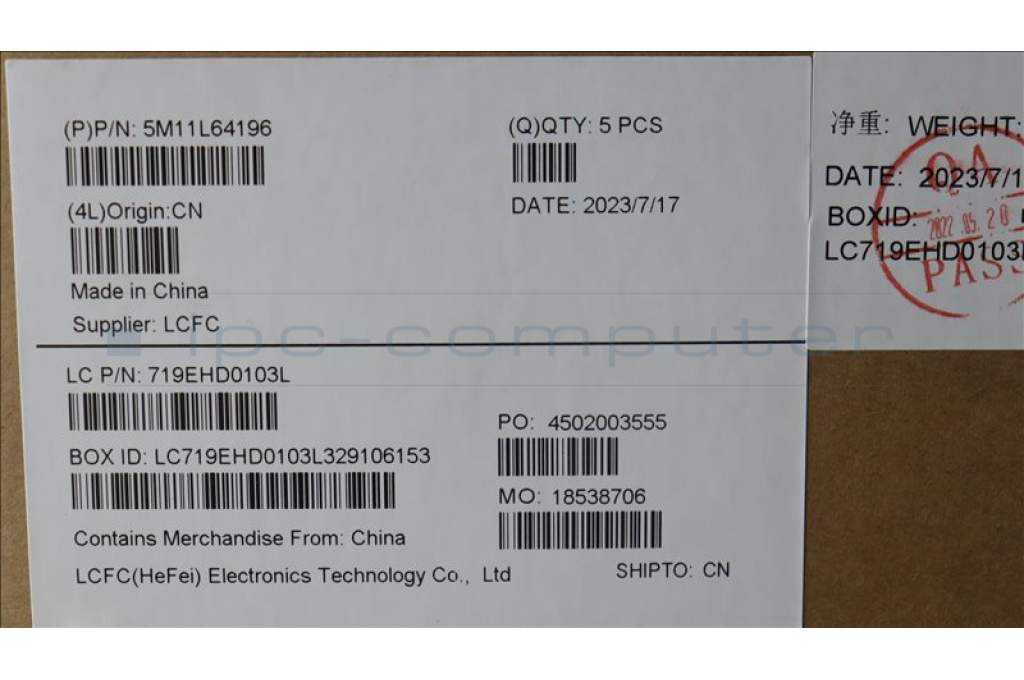 (P)P/N: 5M11L64196
(Q)QTY: 5 PCS
(4L)Origin:CN
DATE: 2023/7/17
Made in China
Supplier: LCFC
LC P/N: 719EHD0103L
PO: 4502003555
BOX ID: LC719EHD0103L329106153
MO: 18538706
Contains Merchandise From: China
LCFC(HeFei) Electronics Technology Co., Ltd
SHIPTO: CN
净重: WEIGHT:
DATE: 2023/7/1
BOXID:
LC719EHD0103
QA
2022.05.20
PASS
ipc-computer